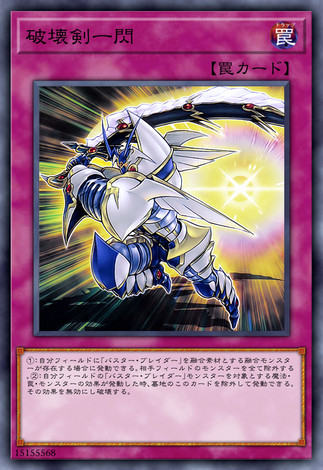 破壊剣一閃
トラップ
罠
【罠カード】
①:自分フィールドに「バスター・ブレイダー」を融合素材とする融合モンスタ
ーが存在する場合に発動できる。相手フィールドのモンスターを全て除外する
。②:自分フィールドの「バスター・ブレイダー」モンスターを対象とする魔法・
罠・モンスターの効果が発動した時、墓地のこのカードを除外して発動できる。
その効果を無効にし破壊する。
15155568